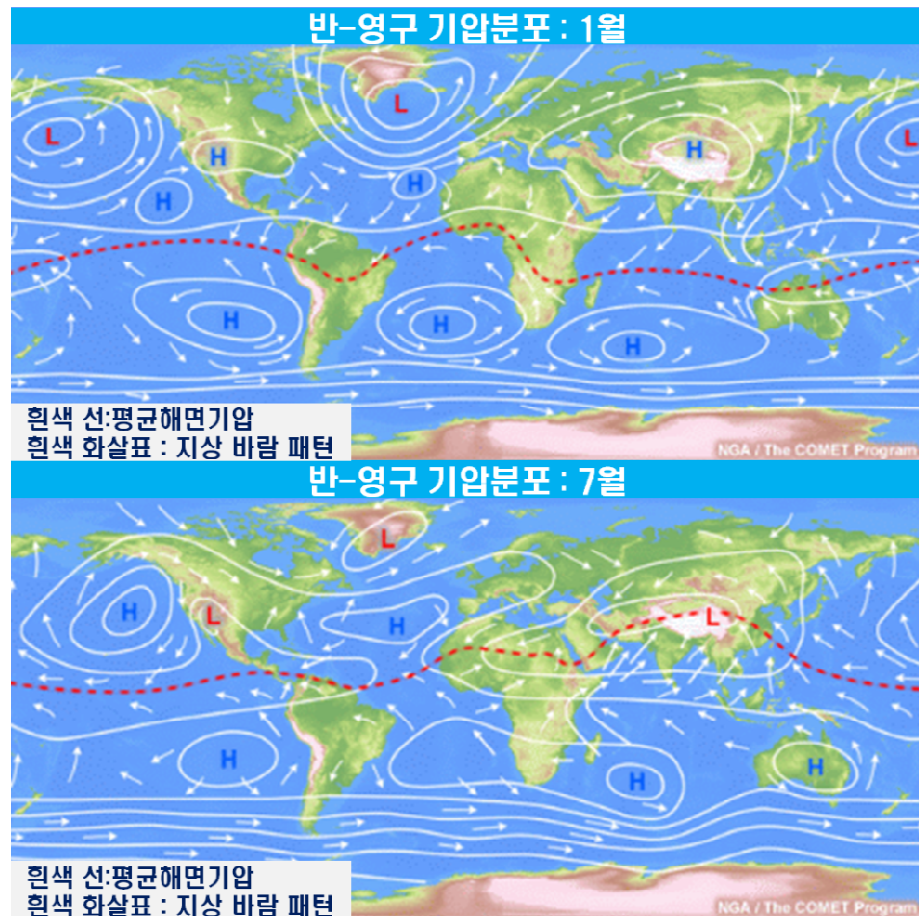 반-영구 기압분포 : 1월
L
L
L
H
H
H
H
H
H
H
흰색 선:평균해면기압
흰색 화살표 : 지상 바람 패턴
NGA / The COMET Program
반-영구 기압분포 : 7월
L
H
L
H
L
H
H
H
흰색 선:평균해면기압
흰색 화살표 : 지상 바람 패턴
NGA / The COMET Program